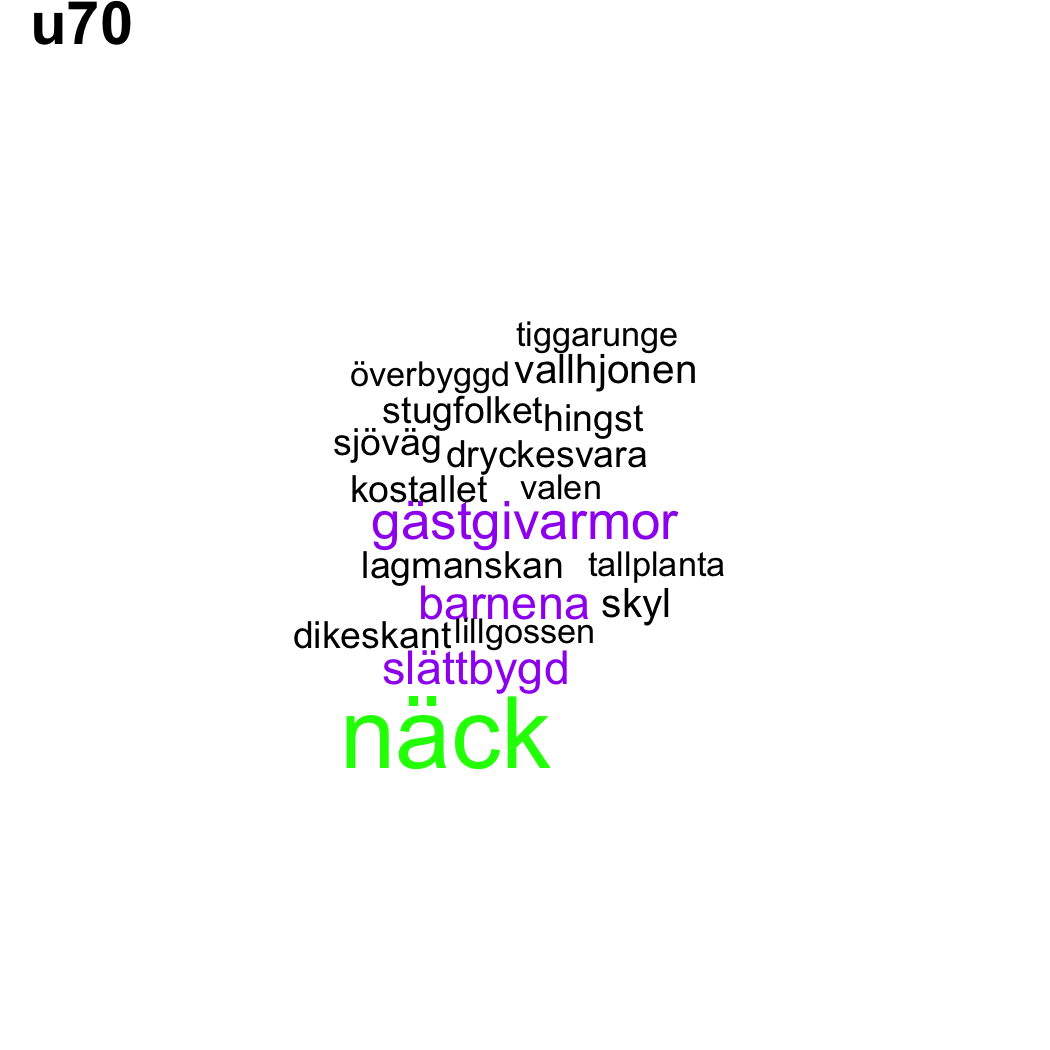 u70
tiggarunge
överbyggd vallhjonen
stugfolket hingst
sjöväg dryckesvara
kostallet valen
gästgivarmor
lagmanskan tallplanta
barnena skyl
dikeskant lillgossen
slättbygd
näck